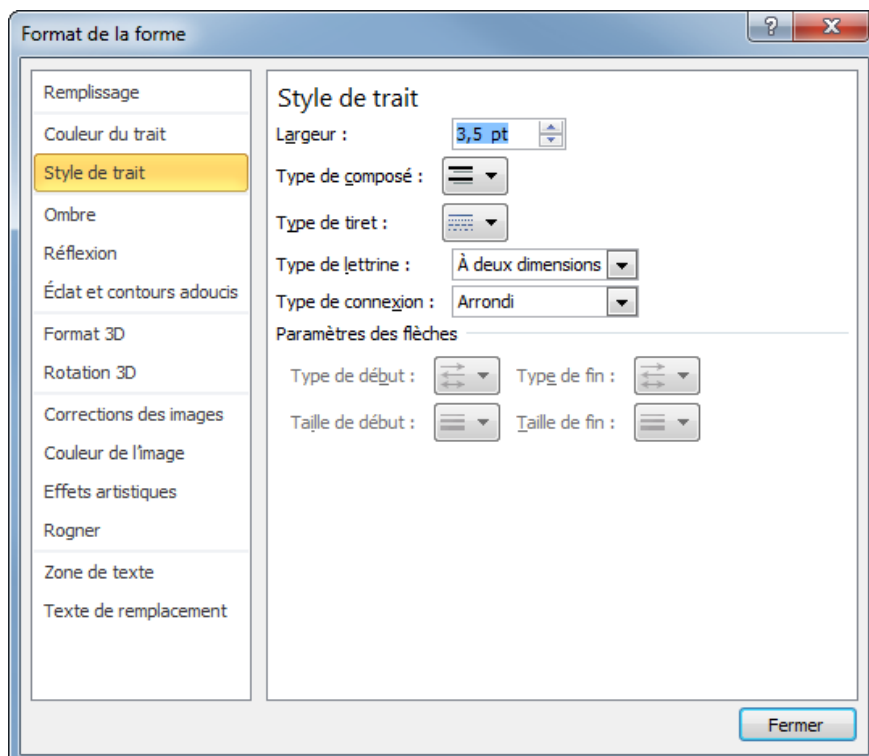 Format de la forme
?
Remplissage
Couleur du trait
Style de trait
Ombre
Réflexion
Éclat et contours adoucis
Format 3D
Rotation 3D
Corrections des images
Couleur de l'image
Effets artistiques
Rogner
Zone de texte
Texte de remplacement
Style de trait
Largeur : 3,5 pt
Type de composé :
Type de tiret :
Type de lettrine : À deux dimensions
Type de connexion : Arrondi
Paramètres des flèches
Type de début : Type de fin :
Taille de début : Taille de fin :
Fermer